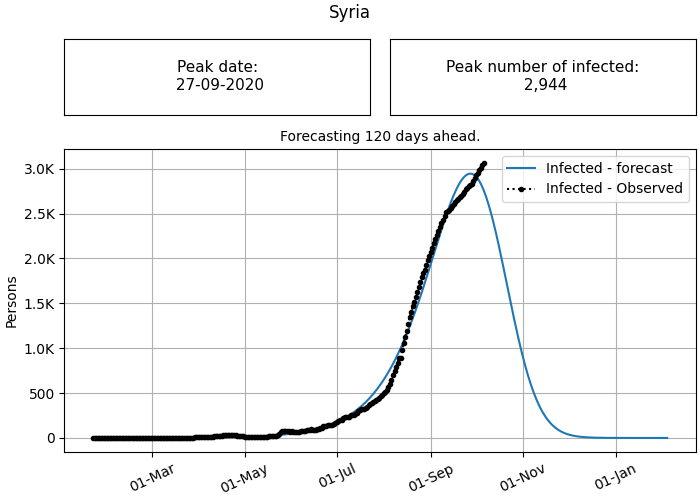 Syria
Peak date:
27-09-2020
Peak number of infected:
2,944
Forecasting 120 days ahead.
Infected - forecast
Infected - Observed
Persons
3.0K
2.5K
2.0K
1.5K
1.0K
500
0
01-Mar
01-May
01-Jul
01-Sep
01-Nov
01-Jan